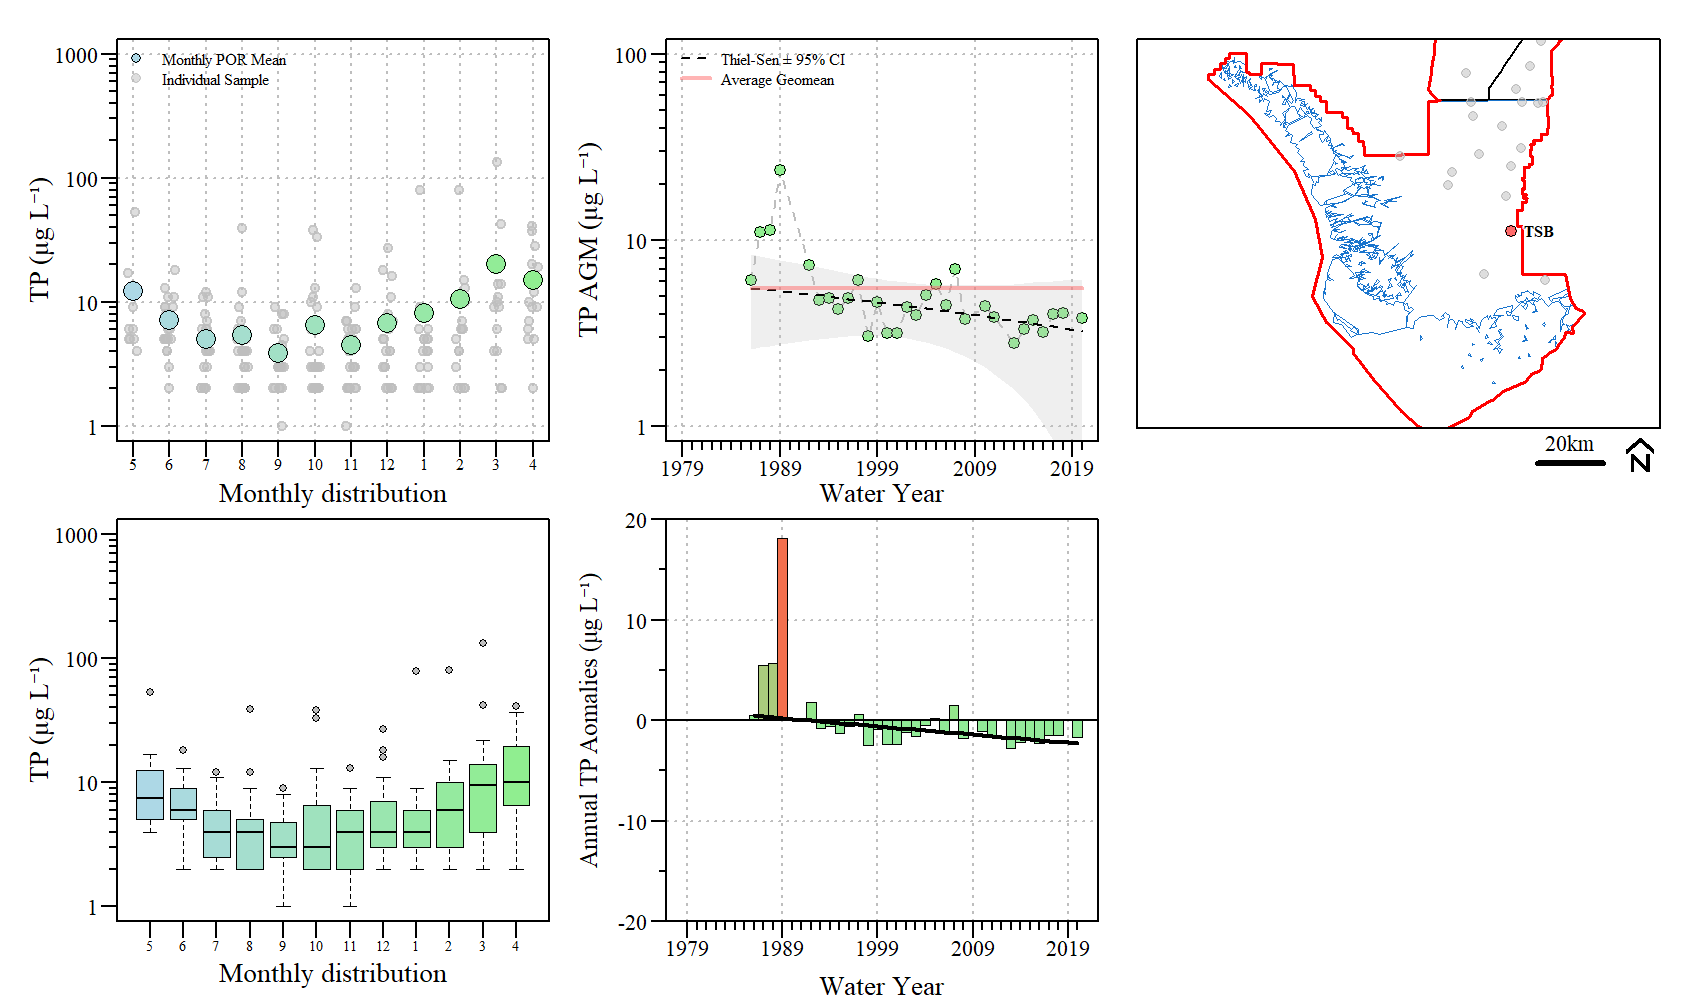 1000
100
10
1
TP (µg L⁻¹)
Monthly POR Mean
Individual Sample
5 6 7 8 9 10 11 12 1 2 3 4
Monthly distribution
100
10
1
TP AGM (µg L⁻¹)
Thiel-Sen ± 95% CI
Average Geomean
1979 1989 1999 2009 2019
Water Year
TSB
20km
N
1000
100
10
1
TP (µg L⁻¹)
5 6 7 8 9 10 11 12 1 2 3 4
Monthly distribution
20
10
0
-10
-20
Annual TP Aomalies (µg L⁻¹)
1979 1989 1999 2009 2019
Water Year